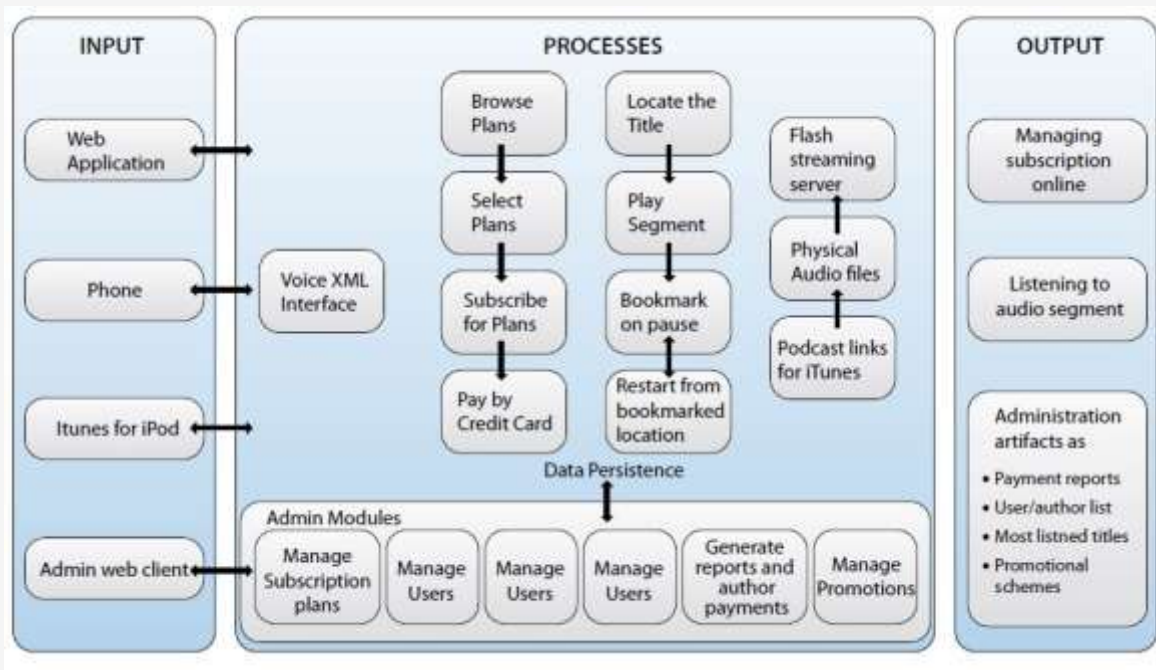 INPUT
Web
Application
Phone
Itunes for iPod
Admin web client
PROCESSES
Voice XML
Interface
Browse
Plans
Select
Plans
Subscribe
for Plans
Pay by
Credit Card
Locate the
Title
Play
Segment
Bookmark
on pause
Restart from
bookmarked
location
Flash
streaming
server
Physical
Audio files
Podcast links
for iTunes
Data Persistence
Admin Modules
Manage
Subscription
plans
Manage
Users
Manage
Users
Manage
Users
Generate
reports and
author
payments
Manage
Promotions
OUTPUT
Managing
subscription
online
Listening to
audio segment
Administration
artifacts as
• Payment reports
• User/author list
• Most listned titles
• Promotional
schemes